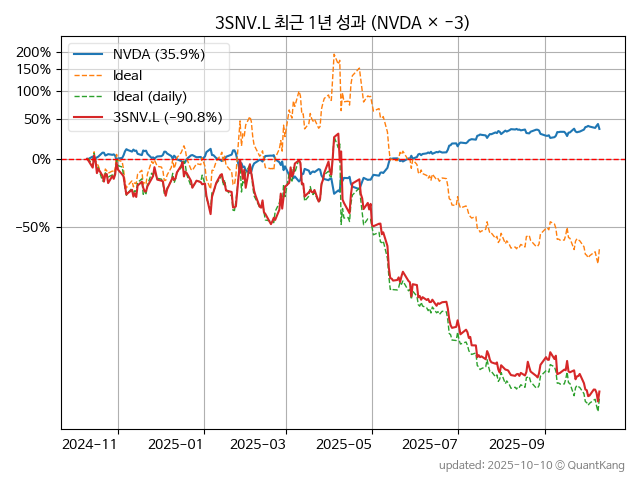 3SNV.L 최근 1년 성과 (NVDA × −3)
NVDA (35.9%)
Ideal
Ideal (daily)
3SNV.L (−90.8%)
200%
150%
100%
50%
0%
−50%
2024−11
2025−01
2025−03
2025−05
2025−07
2025−09
updated: 2025-10-10 © QuantKang